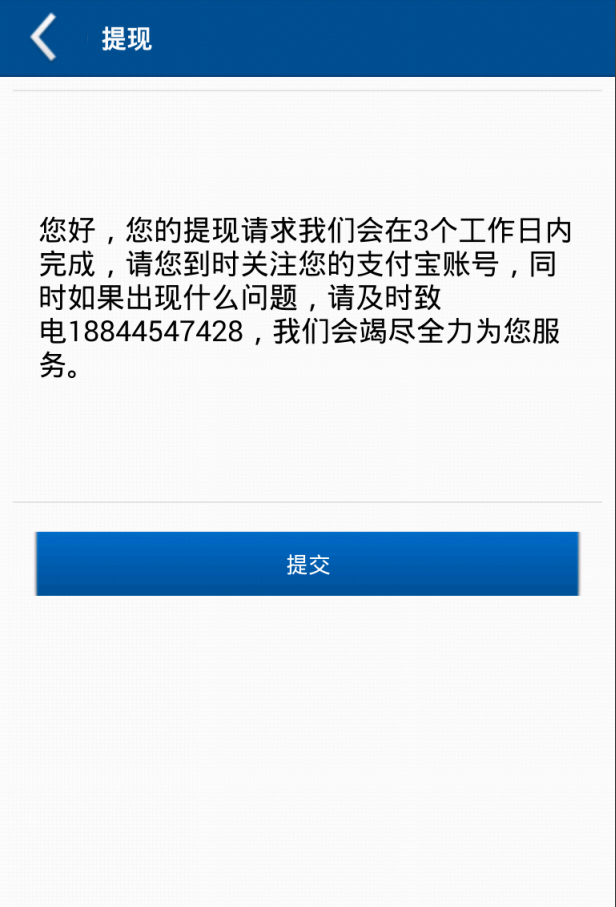 提现
您好，您的提现请求我们会在3个工作日内
完成，请您到时关注您的支付宝账号，同
时如果出现什么问题，请及时致
电18844547428，我们会竭尽全力为您服
务。
提交